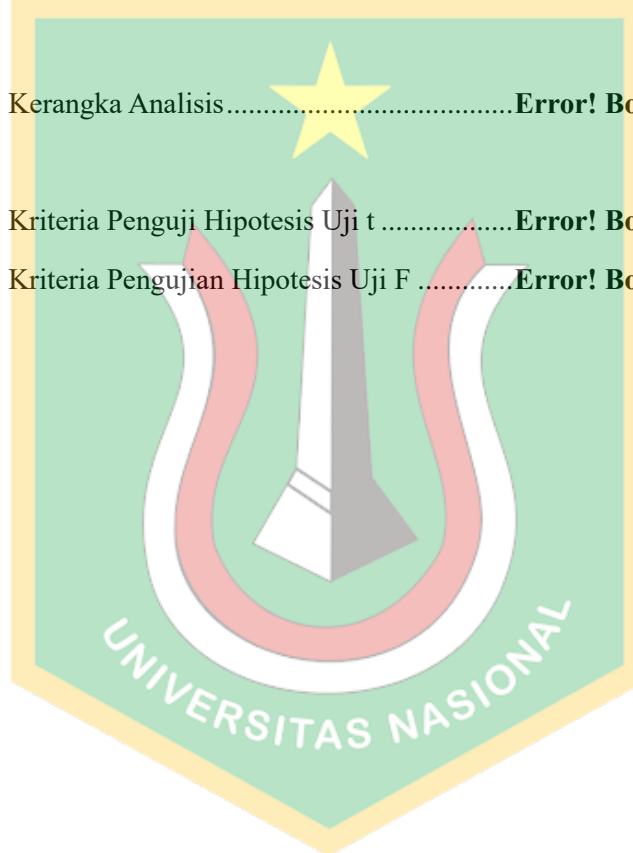 Kerangka Analisis......................................Error! Bo
Kriteria Penguji Hipotesis Uji t ..................Error! Bo
Kriteria Pengujian Hipotesis Uji F .............Error! Bo
UNIVERSITAS NASIONAL